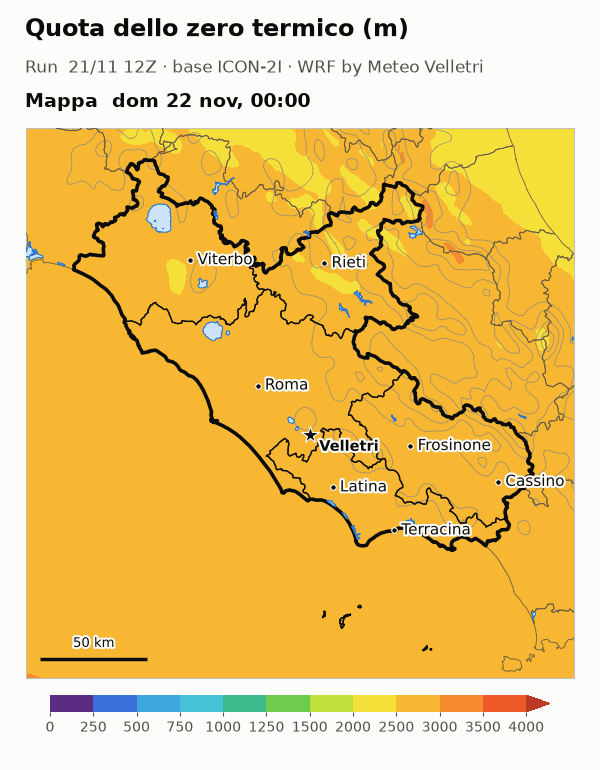 Quota dello zero termico (m)
Run 21/11 12Z · base ICON-2I · WRF by Meteo Velletri
Mappa dom 22 nov, 00:00
Viterbo
Rieti
Roma
Velletri
Frosinone
Cassino
Latina
Terracina
50 km
0 250 500 750 1000 1250 1500 2000 2500 3000 3500 4000